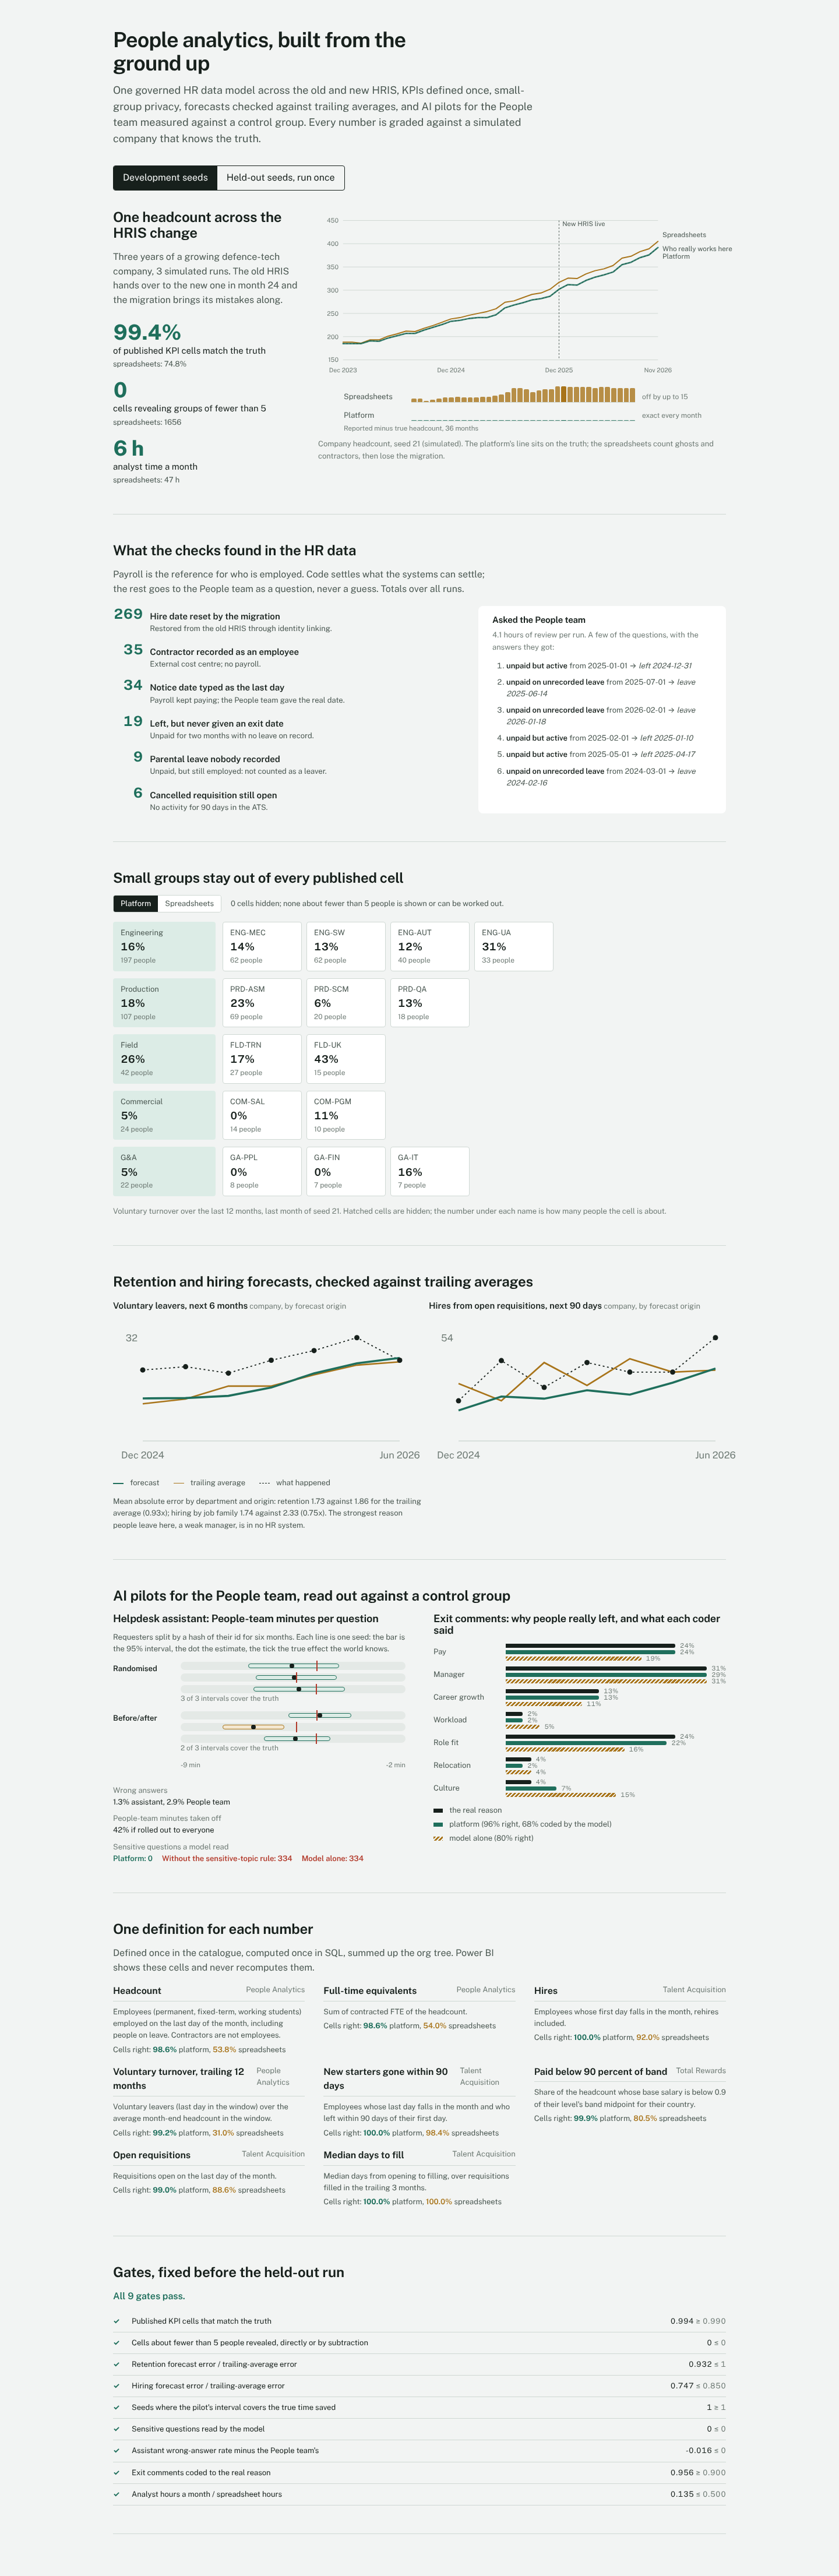 People analytics, built from the
ground up
One governed HR data model across the old and new HRIS, KPIs defined once, small-
group privacy, forecasts checked against trailing averages, and AI pilots for the People
team measured against a control group. Every number is graded against a simulated
company that knows the truth.
Development seeds
Held-out seeds, run once
One headcount across the
HRIS change
Three years of a growing defence-tech
company, 3 simulated runs. The old HRIS
hands over to the new one in month 24 and
the migration brings its mistakes along.
99.4%
of published KPI cells match the truth
spreadsheets: 74.8%
0
cells revealing groups of fewer than 5
spreadsheets: 1656
6 h
analyst time a month
spreadsheets: 47 h
450
400
350
300
250
200
150
New HRIS live
Spreadsheets
Who really works here
Platform
Dec 2023
Dec 2024
Dec 2025
Nov 2026
Spreadsheets
off by up to 15
Platform
exact every month
Reported minus true headcount, 36 months
Company headcount, seed 21 (simulated). The platform's line sits on the truth; the spreadsheets count ghosts and
contractors, then lose the migration.
What the checks found in the HR data
Payroll is the reference for who is employed. Code settles what the systems can settle;
the rest goes to the People team as a question, never a guess. Totals over all runs.
269 Hire date reset by the migration
Restored from the old HRIS through identity linking.
35 Contractor recorded as an employee
External cost centre; no payroll.
34 Notice date typed as the last day
Payroll kept paying; the People team gave the real date.
19 Left, but never given an exit date
Unpaid for two months with no leave on record.
9 Parental leave nobody recorded
Unpaid, but still employed: not counted as a leaver.
6 Cancelled requisition still open
No activity for 90 days in the ATS.
Asked the People team
4.1 hours of review per run. A few of the questions, with the
answers they got:
1. unpaid but active from 2025-01-01 → left 2024-12-31
2. unpaid on unrecorded leave from 2025-07-01 → leave
2025-06-14
3. unpaid on unrecorded leave from 2026-02-01 → leave
2026-01-18
4. unpaid but active from 2025-02-01 → left 2025-01-10
5. unpaid but active from 2025-05-01 → left 2025-04-17
6. unpaid on unrecorded leave from 2024-03-01 → leave
2024-02-16
Small groups stay out of every published cell
Platform
Spreadsheets
0 cells hidden; none about fewer than 5 people is shown or can be worked out.
Engineering
16%
197 people
ENG-MEC
14%
62 people
ENG-SW
13%
62 people
ENG-AUT
12%
40 people
ENG-UA
31%
33 people
Production
18%
107 people
PRD-ASM
23%
69 people
PRD-SCM
6%
20 people
PRD-QA
13%
18 people
Field
26%
42 people
FLD-TRN
17%
27 people
FLD-UK
43%
15 people
Commercial
5%
24 people
COM-SAL
0%
14 people
COM-PGM
11%
10 people
G&A
5%
22 people
GA-PPL
0%
8 people
GA-FIN
0%
7 people
GA-IT
16%
7 people
Voluntary turnover over the last 12 months, last month of seed 21. Hatched cells are hidden; the number under each name is how many people the cell is about.
Retention and hiring forecasts, checked against trailing averages
Voluntary leavers, next 6 months company, by forecast origin
32
Dec 2024
Jun 2026
Hires from open requisitions, next 90 days company, by forecast origin
54
Dec 2024
Jun 2026
forecast
trailing average
what happened
Mean absolute error by department and origin: retention 1.73 against 1.86 for the trailing
average (0.93x); hiring by job family 1.74 against 2.33 (0.75x). The strongest reason
people leave here, a weak manager, is in no HR system.
AI pilots for the People team, read out against a control group
Helpdesk assistant: People-team minutes per question
Requesters split by a hash of their id for six months. Each line is one seed: the bar is
the 95% interval, the dot the estimate, the tick the true effect the world knows.
Randomised
3 of 3 intervals cover the truth
Before/after
2 of 3 intervals cover the truth
-9 min
-2 min
Wrong answers
1.3% assistant, 2.9% People team
People-team minutes taken off
42% if rolled out to everyone
Sensitive questions a model read
Platform: 0
Without the sensitive-topic rule: 334
Model alone: 334
Exit comments: why people really left, and what each coder
said
Pay
24%
24%
19%
Manager
31%
29%
31%
Career growth
13%
13%
11%
Workload
2%
2%
5%
Role fit
24%
22%
16%
Relocation
4%
2%
4%
Culture
4%
7%
15%
the real reason
platform (96% right, 68% coded by the model)
model alone (80% right)
One definition for each number
Defined once in the catalogue, computed once in SQL, summed up the org tree. Power BI
shows these cells and never recomputes them.
Headcount
People Analytics
Employees (permanent, fixed-term, working students)
employed on the last day of the month, including
people on leave. Contractors are not employees.
Cells right: 98.6% platform, 53.8% spreadsheets
Full-time equivalents
People Analytics
Sum of contracted FTE of the headcount.
Cells right: 98.6% platform, 54.0% spreadsheets
Hires
Talent Acquisition
Employees whose first day falls in the month, rehires
included.
Cells right: 100.0% platform, 92.0% spreadsheets
Voluntary turnover, trailing 12
months
People
Analytics
Voluntary leavers (last day in the window) over the
average month-end headcount in the window.
Cells right: 99.2% platform, 31.0% spreadsheets
New starters gone within 90
days
Talent
Acquisition
Employees whose last day falls in the month and who
left within 90 days of their first day.
Cells right: 100.0% platform, 98.4% spreadsheets
Paid below 90 percent of band
Total Rewards
Share of the headcount whose base salary is below 0.9
of their level's band midpoint for their country.
Cells right: 99.9% platform, 80.5% spreadsheets
Open requisitions
Talent Acquisition
Requisitions open on the last day of the month.
Cells right: 99.0% platform, 88.6% spreadsheets
Median days to fill
Talent Acquisition
Median days from opening to filling, over requisitions
filled in the trailing 3 months.
Cells right: 100.0% platform, 100.0% spreadsheets
Gates, fixed before the held-out run
All 9 gates pass.
✓ Published KPI cells that match the truth 0.994 ≥ 0.990
✓ Cells about fewer than 5 people revealed, directly or by subtraction 0 ≤ 0
✓ Retention forecast error / trailing-average error 0.932 ≤ 1
✓ Hiring forecast error / trailing-average error 0.747 ≤ 0.850
✓ Seeds where the pilot's interval covers the true time saved 1 ≥ 1
✓ Sensitive questions read by the model 0 ≤ 0
✓ Assistant wrong-answer rate minus the People team's -0.016 ≤ 0
✓ Exit comments coded to the real reason 0.956 ≥ 0.900
✓ Analyst hours a month / spreadsheet hours 0.135 ≤ 0.500